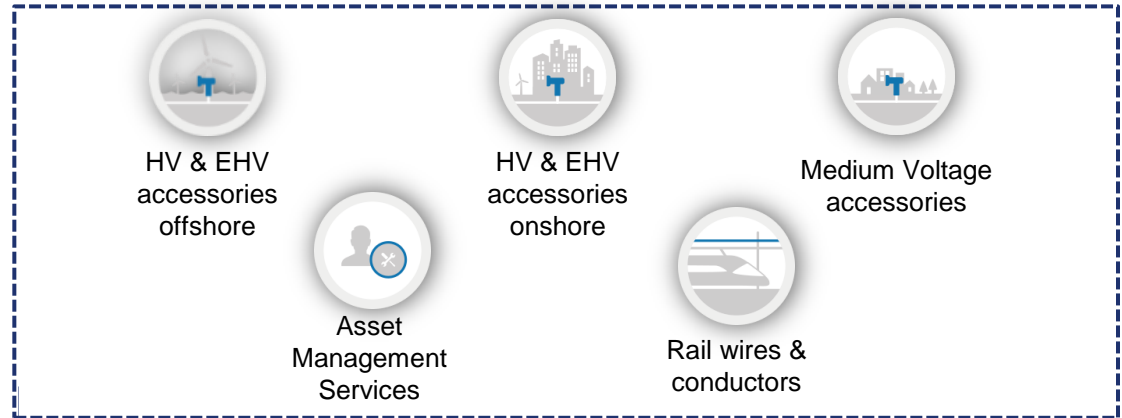 HV & EHV
accessories
offshore
HV & EHV
accessories
onshore
Medium Voltage
accessories
Asset
Management
Services
Rail wires &
conductors